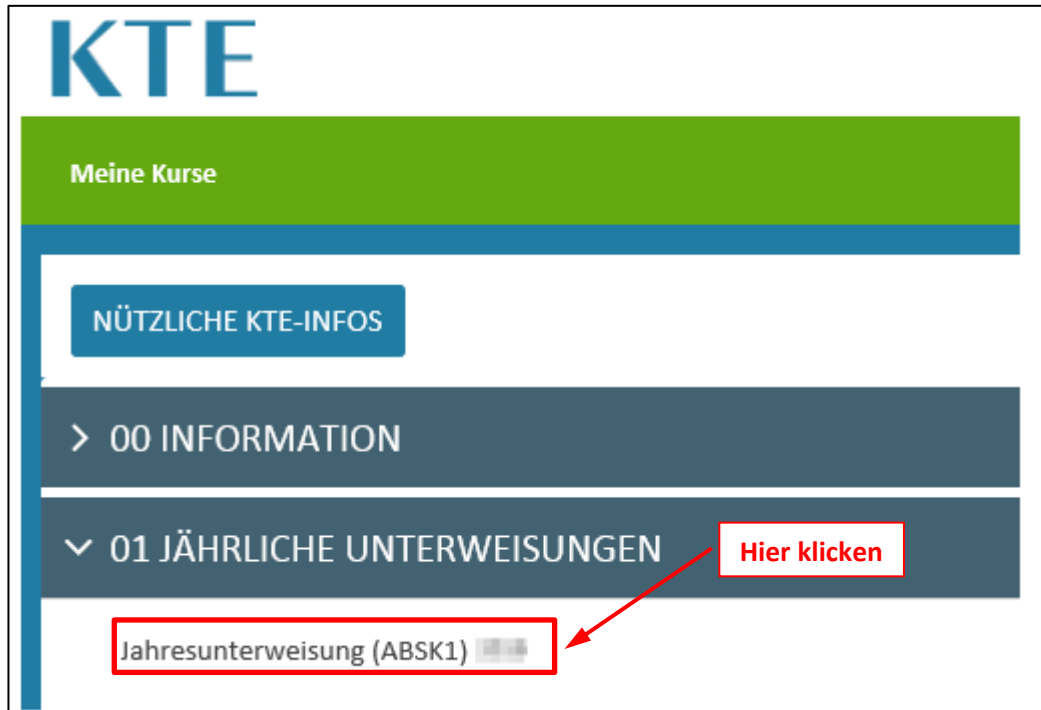 KTE
Meine Kurse
NÜTZLICHE KTE-INFOS
> 00 INFORMATION
01 JÄHRLICHE UNTERWEISUNGEN
Hier klicken
Jahresunterweisung (ABSK1)